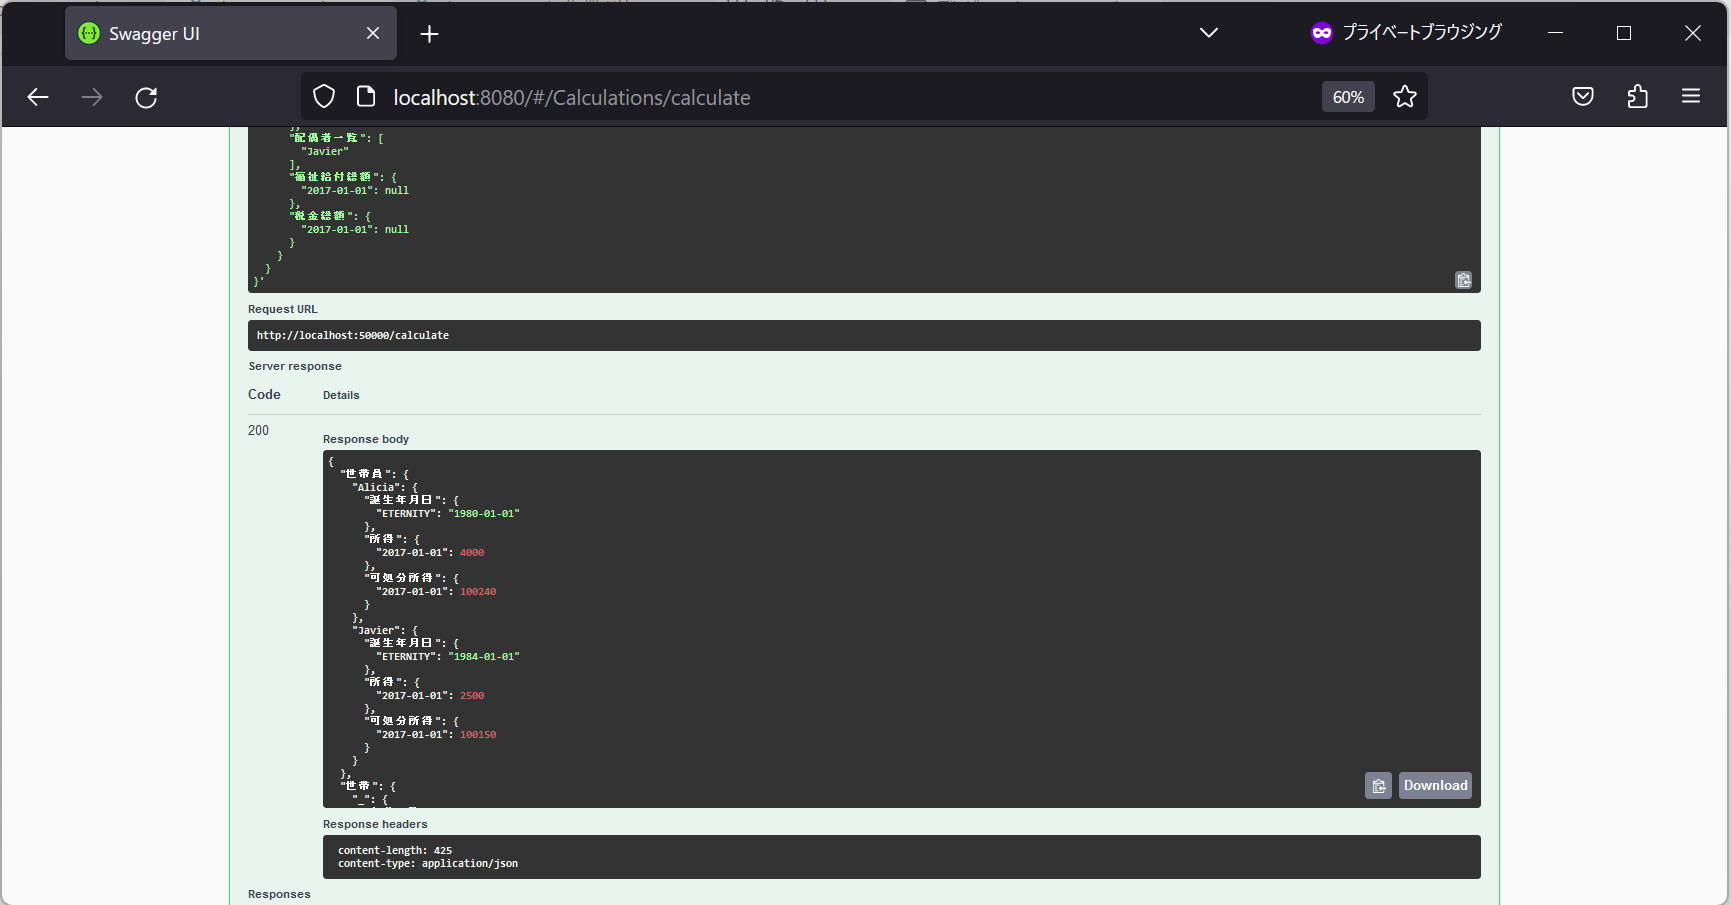 Swagger UI
プライベートブラウジング
localhost:8080/#/Calculations/calculate
60%
],
"配偶者一覧": [
"Javier"
],
"福祉給付総額": {
"2017-01-01": null
},
"税金総額": {
"2017-01-01": null
}
}
}
}'
Request URL
http://localhost:50000/calculate
Server response
Code Details
200
Response body
{
"世帯員": {
"Alicia": {
"誕生年月日": {
"ETERNITY": "1980-01-01"
},
"所得": {
"2017-01-01": 4000
},
"可処分所得": {
"2017-01-01": 100240
}
},
"Javier": {
"誕生年月日": {
"ETERNITY": "1984-01-01"
},
"所得": {
"2017-01-01": 2500
},
"可処分所得": {
"2017-01-01": 100150
}
}
},
"世帯": {
"_": {
Download
Response headers
content-length: 425
content-type: application/json
Responses